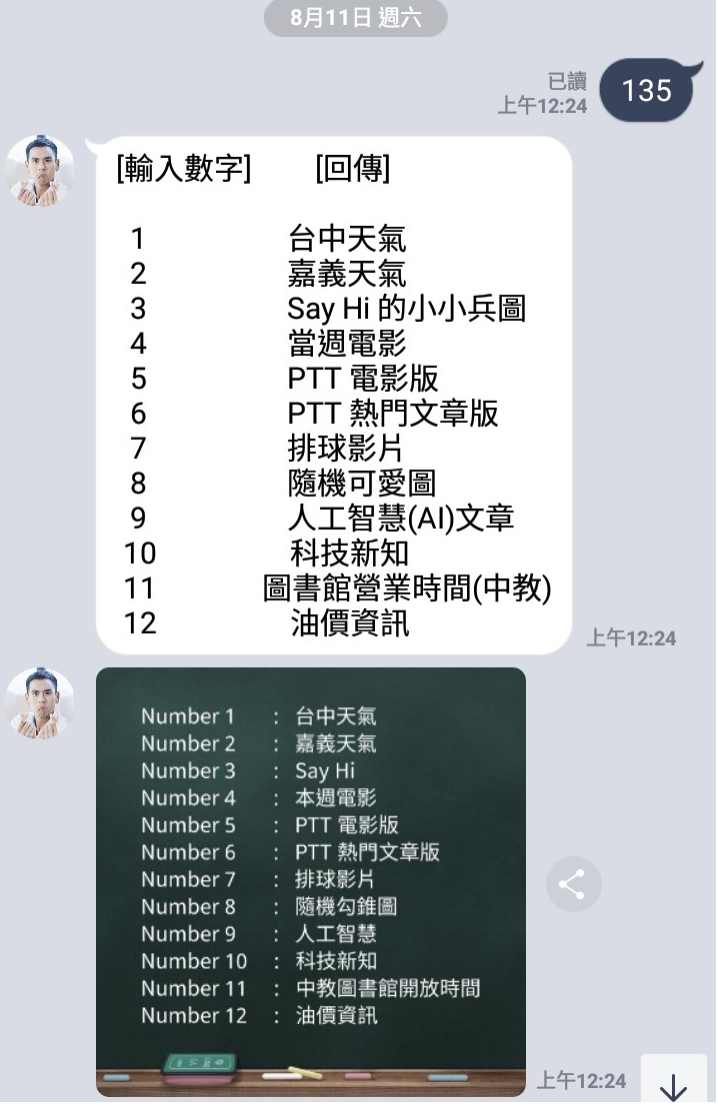 8月11日 週六
已讀
上午12:24
135
[輸入數字] [回傳]
1 台中天氣
2 嘉義天氣
3 Say Hi 的小小兵圖
4 當週電影
5 PTT 電影版
6 PTT 熱門文章版
7 排球影片
8 隨機可愛圖
9 人工智慧(AI)文章
10 科技新知
11 圖書館營業時間(中教)
12 油價資訊
上午12:24
Number 1 : 台中天氣
Number 2 : 嘉義天氣
Number 3 : Say Hi
Number 4 : 本週電影
Number 5 : PTT 電影版
Number 6 : PTT 熱門文章版
Number 7 : 排球影片
Number 8 : 隨機勾錐圖
Number 9 : 人工智慧
Number 10 : 科技新知
Number 11 : 中教圖書館開放時間
Number 12 : 油價資訊
上午12:24